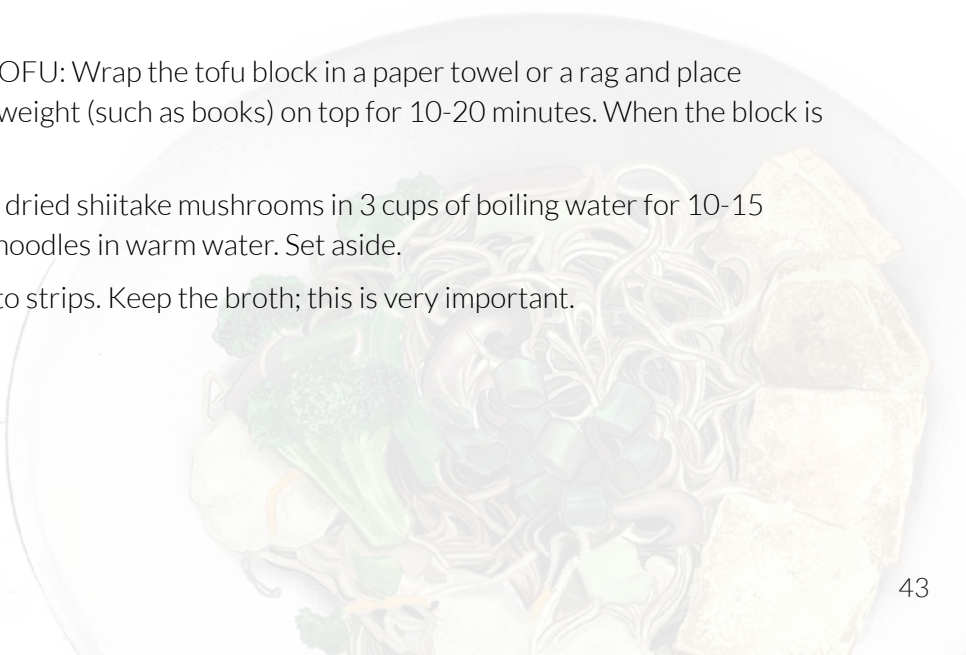 OFU: Wrap the tofu block in a paper towel or a rag and place
weight (such as books) on top for 10-20 minutes. When the block is
dried shiitake mushrooms in 3 cups of boiling water for 10-15
noodles in warm water. Set aside.
to strips. Keep the broth; this is very important.
43